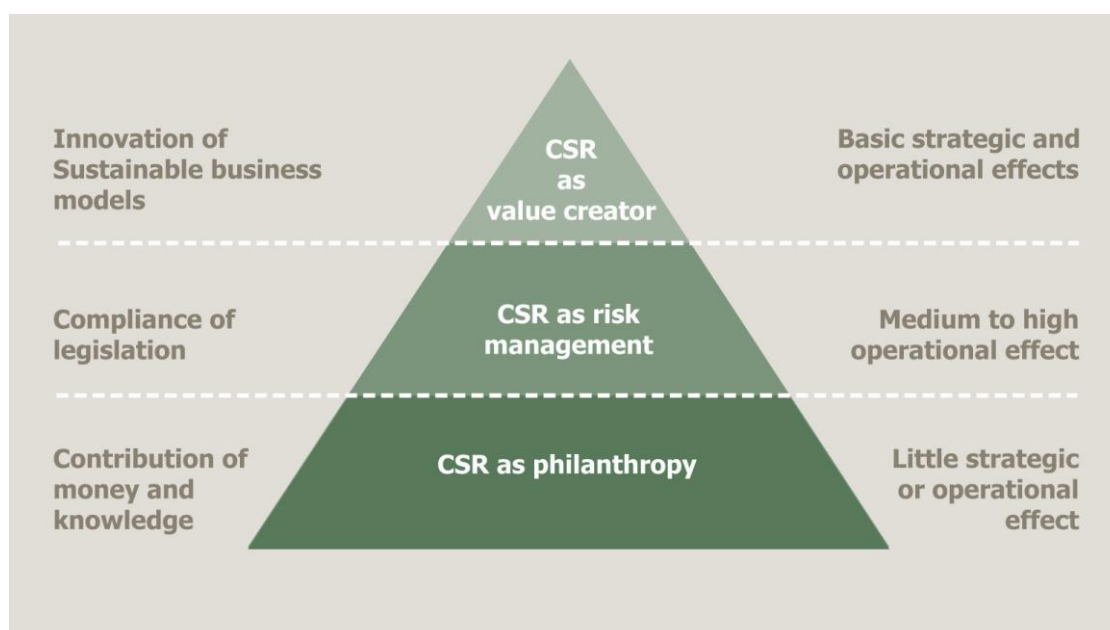 Innovation of
Sustainable business
models
CSR
as
value creator
Basic strategic and
operational effects
Compliance of
legislation
CSR as risk
management
Medium to high
operational effect
Contribution of
money and
knowledge
CSR as philanthropy
Little strategic
or operational
effect